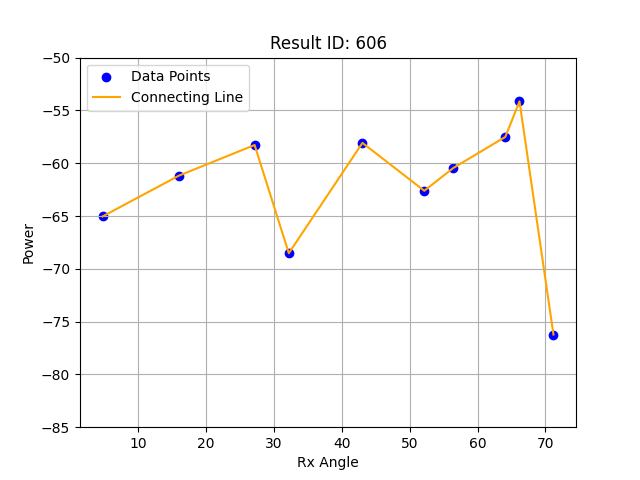 Result ID: 606
Data Points
Connecting Line
Power
−50
−55
−60
−65
−70
−75
−80
−85
10 20 30 40 50 60 70
Rx Angle